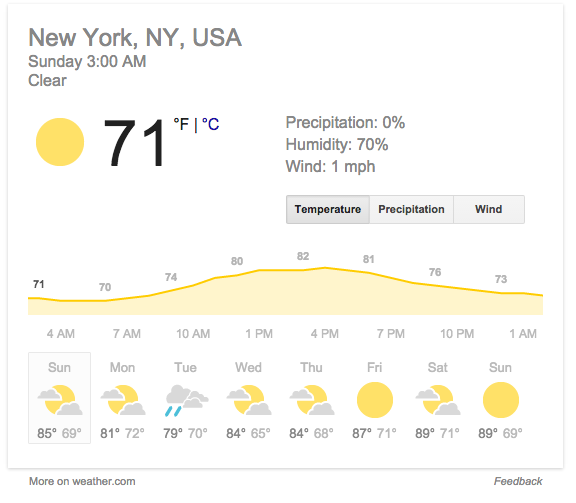 New York, NY, USA
Sunday 3:00 AM
Clear
71 °F | °C
Precipitation: 0%
Humidity: 70%
Wind: 1 mph
Temperature Precipitation Wind
71 70 74 80 82 81 76 73
4 AM 7 AM 10 AM 1 PM 4 PM 7 PM 10 PM 1 AM
Sun Mon Tue Wed Thu Fri Sat Sun
85° 69° 81° 72° 79° 70° 84° 65° 84° 68° 87° 71° 89° 71° 89° 69°
More on weather.com Feedback